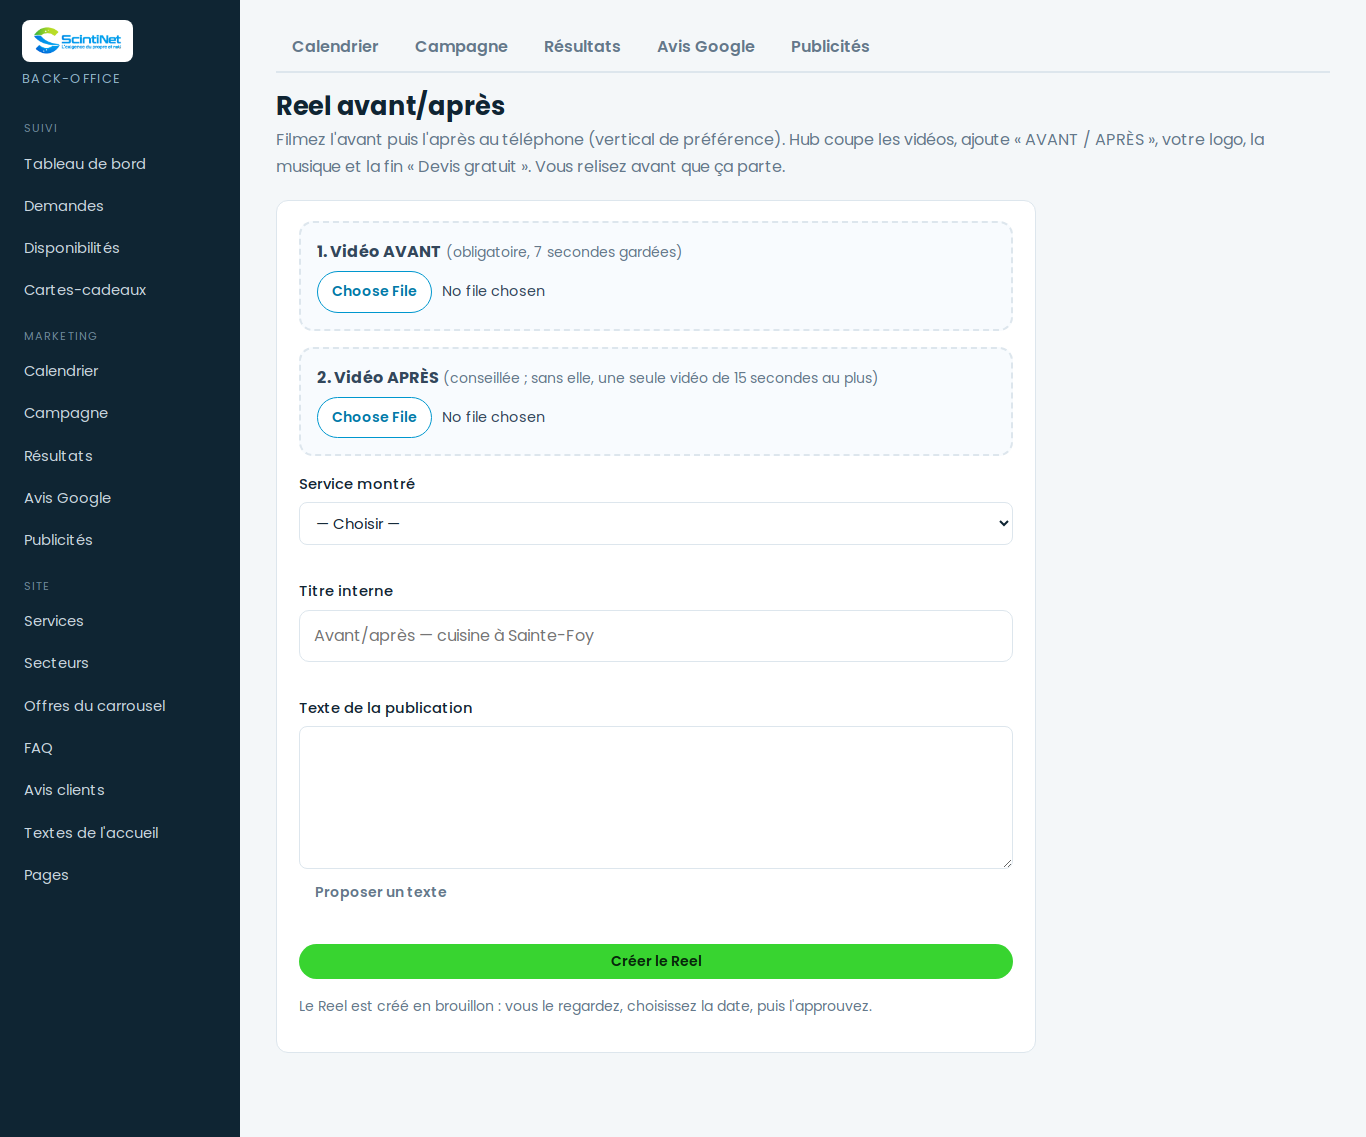 ScintiNet
L'exigence du propre et net
BACK-OFFICE
SUIVI
Tableau de bord
Demandes
Disponibilités
Cartes-cadeaux
MARKETING
Calendrier
Campagne
Résultats
Avis Google
Publicités
SITE
Services
Secteurs
Offres du carrousel
FAQ
Avis clients
Textes de l'accueil
Pages
Calendrier Campagne Résultats Avis Google Publicités
Reel avant/après
Filmez l'avant puis l'après au téléphone (vertical de préférence). Hub coupe les vidéos, ajoute « AVANT / APRÈS », votre logo, la
musique et la fin « Devis gratuit ». Vous relisez avant que ça parte.
1. Vidéo AVANT (obligatoire, 7 secondes gardées)
Choose File No file chosen
2. Vidéo APRÈS (conseillée ; sans elle, une seule vidéo de 15 secondes au plus)
Choose File No file chosen
Service montré
— Choisir —
Titre interne
Avant/après — cuisine à Sainte-Foy
Texte de la publication
Proposer un texte
Créer le Reel
Le Reel est créé en brouillon : vous le regardez, choisissez la date, puis l'approuvez.